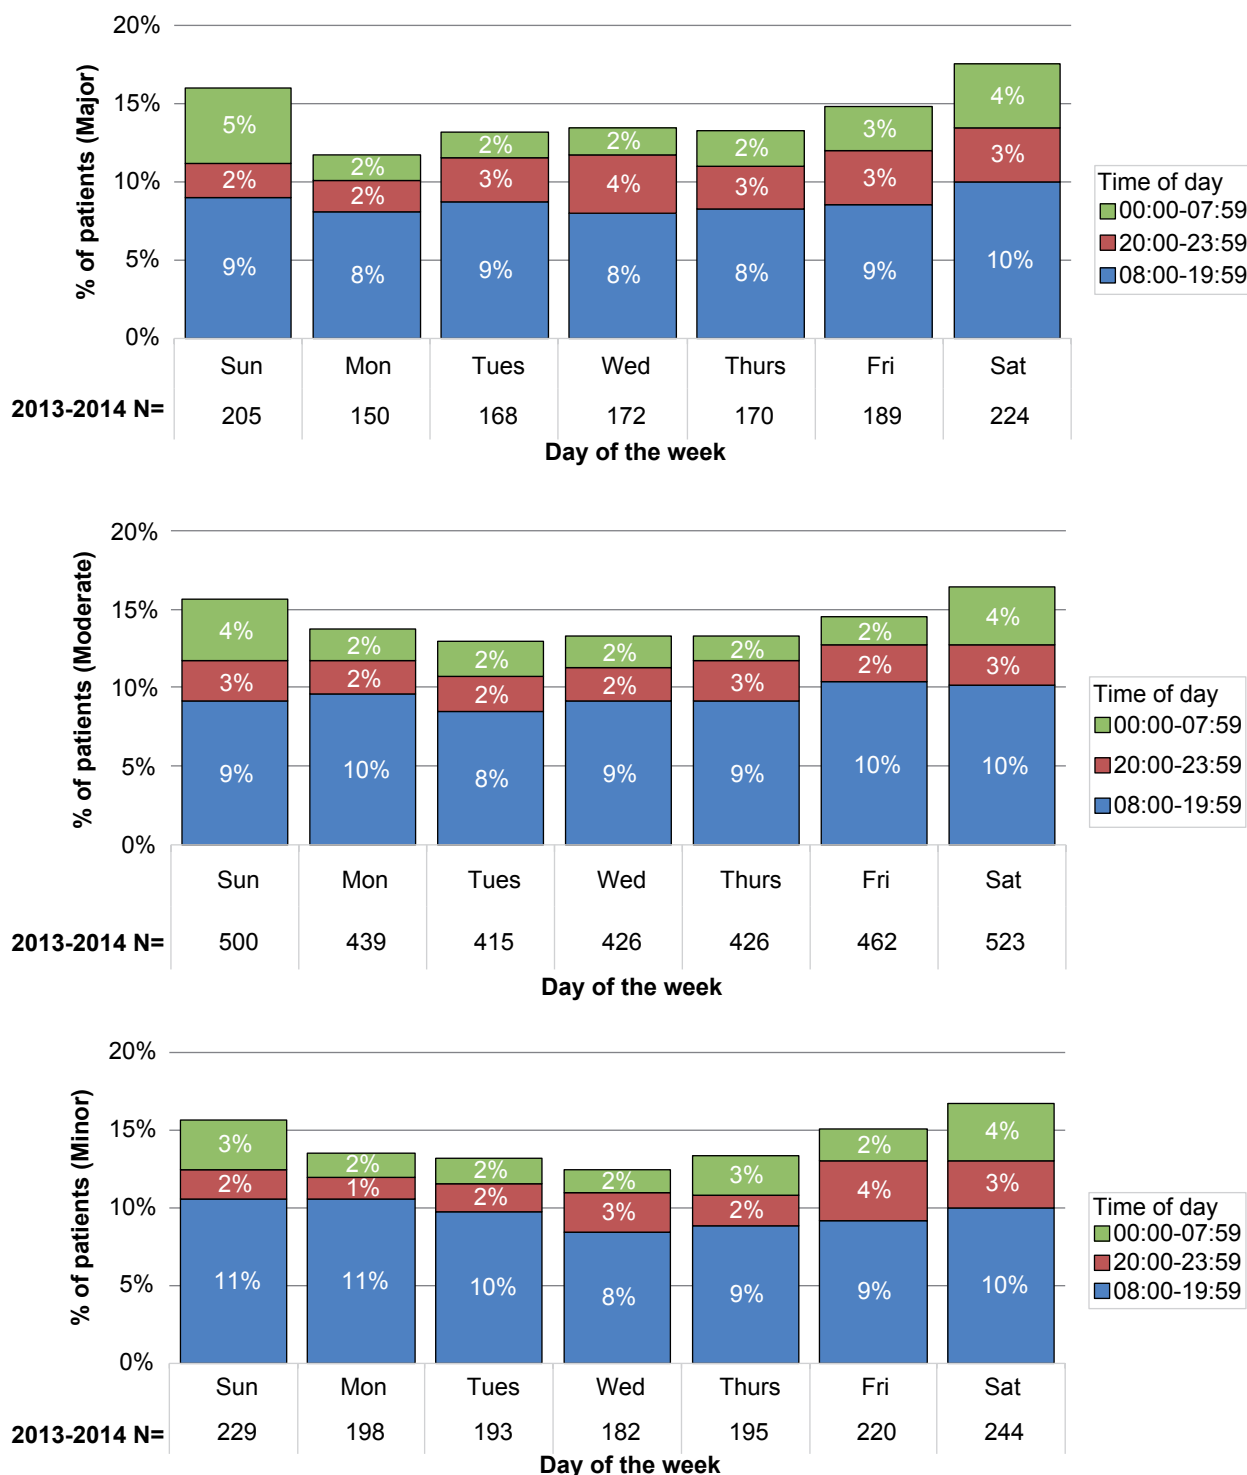 20%
15%
10%
5%
0%
% of patients (Major)
5% 2% 2% 2% 2% 3% 4%
2% 2% 3% 4% 3% 3% 3%
9% 8% 9% 8% 8% 9% 10%
Time of day
00:00-07:59
20:00-23:59
08:00-19:59
Sun Mon Tues Wed Thurs Fri Sat
2013-2014 N= 205 150 168 172 170 189 224
Day of the week
20%
15%
10%
5%
0%
% of patients (Moderate)
4% 2% 2% 2% 2% 2% 4%
3% 2% 2% 2% 3% 2% 3%
9% 10% 8% 9% 9% 10% 10%
Time of day
00:00-07:59
20:00-23:59
08:00-19:59
Sun Mon Tues Wed Thurs Fri Sat
2013-2014 N= 500 439 415 426 426 462 523
Day of the week
20%
15%
10%
5%
0%
% of patients (Minor)
3% 2% 2% 2% 3% 2% 4%
2% 1% 2% 3% 2% 4% 3%
11% 11% 10% 8% 9% 9% 10%
Time of day
00:00-07:59
20:00-23:59
08:00-19:59
Sun Mon Tues Wed Thurs Fri Sat
2013-2014 N= 229 198 193 182 195 220 244
Day of the week